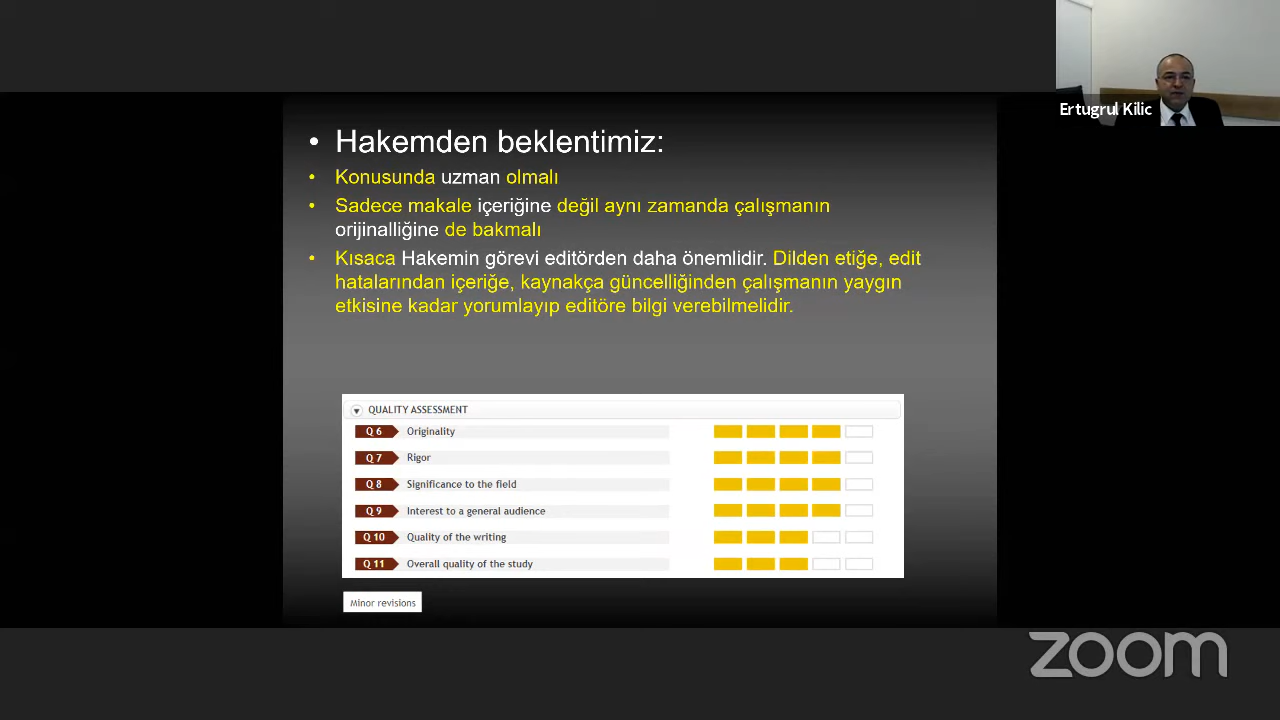 Ertugrul Kilic
• Hakemden beklentimiz:
• Konusunda uzman olmalı
• Sadece makale içeriğine değil aynı zamanda çalışmanın
orijinalliğine de bakmalı
• Kısaca Hakemin görevi editörden daha önemlidir. Dilden etiğe, edit
hatalarından içeriğe, kaynakça güncelliğinden çalışmanın yaygın
etkisine kadar yorumlayıp editöre bilgi verebilmelidir.
QUALITY ASSESSMENT
Q 6 Originality
Q 7 Rigor
Q 8 Significance to the field
Q 9 Interest to a general audience
Q 10 Quality of the writing
Q 11 Overall quality of the study
Minor revisions
zoom